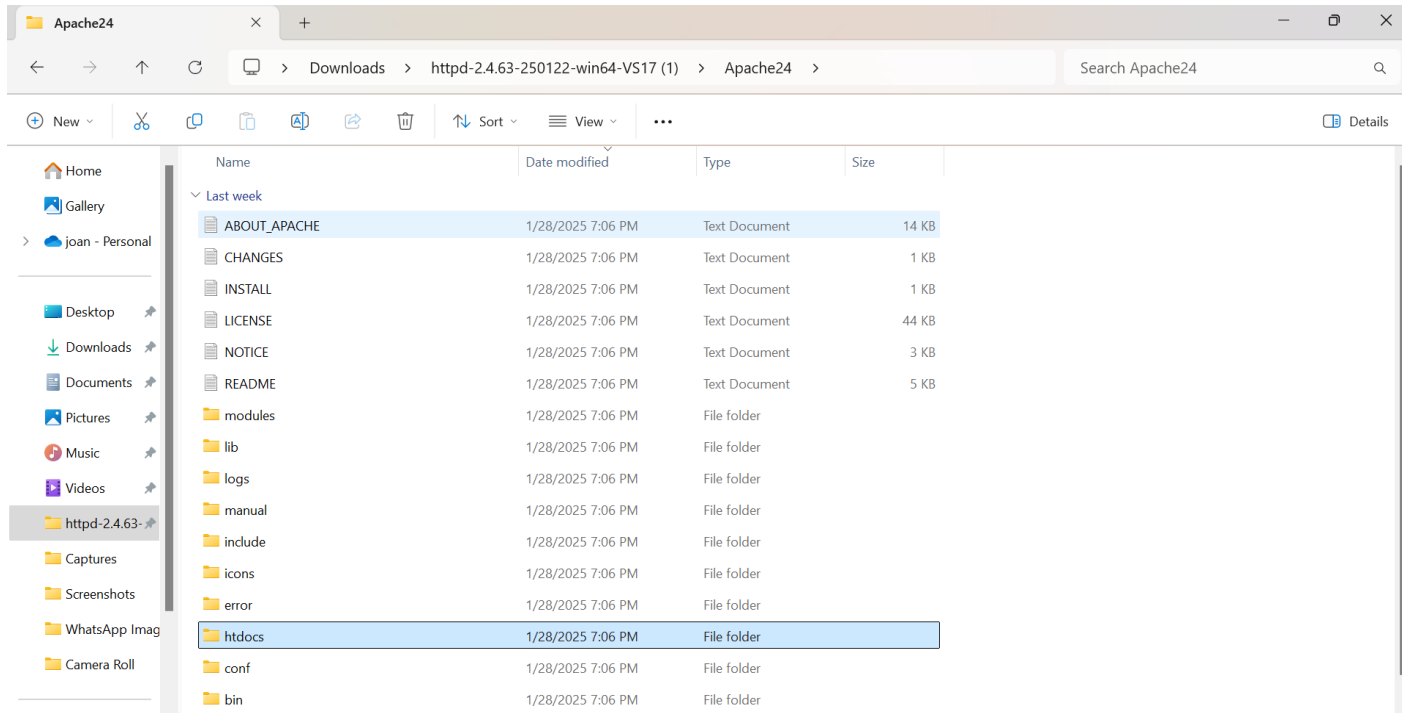 Apache24
Downloads > httpd-2.4.63-250122-win64-VS17 (1) > Apache24 >
Search Apache24
New
Sort
View
Details
Home
Gallery
joan - Personal
Desktop
Downloads
Documents
Pictures
Music
Videos
httpd-2.4.63-
Captures
Screenshots
WhatsApp Imag
Camera Roll
Name Date modified Type Size
Last week
ABOUT_APACHE 1/28/2025 7:06 PM Text Document 14 KB
CHANGES 1/28/2025 7:06 PM Text Document 1 KB
INSTALL 1/28/2025 7:06 PM Text Document 1 KB
LICENSE 1/28/2025 7:06 PM Text Document 44 KB
NOTICE 1/28/2025 7:06 PM Text Document 3 KB
README 1/28/2025 7:06 PM Text Document 5 KB
modules 1/28/2025 7:06 PM File folder
lib 1/28/2025 7:06 PM File folder
logs 1/28/2025 7:06 PM File folder
manual 1/28/2025 7:06 PM File folder
include 1/28/2025 7:06 PM File folder
icons 1/28/2025 7:06 PM File folder
error 1/28/2025 7:06 PM File folder
htdocs 1/28/2025 7:06 PM File folder
conf 1/28/2025 7:06 PM File folder
bin 1/28/2025 7:06 PM File folder